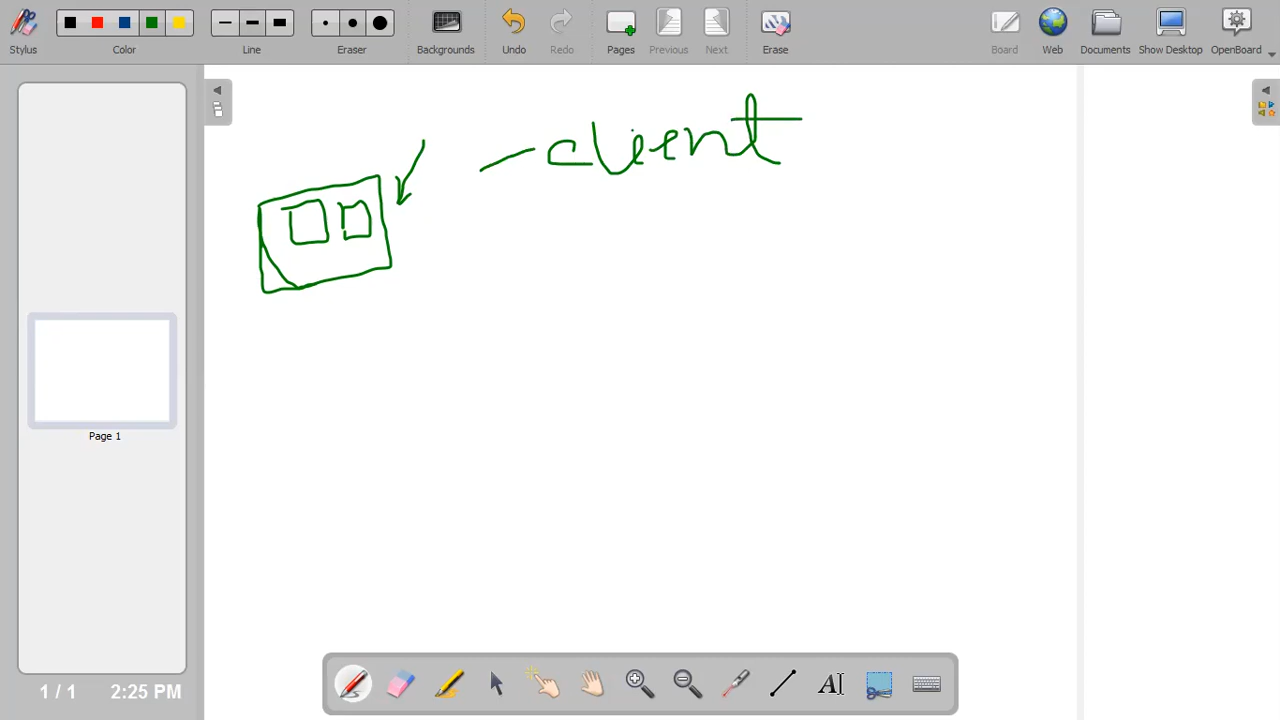 Stylus Color Line Eraser Backgrounds Undo Redo Pages Previous Next Erase Board Web Documents Show Desktop OpenBoard
- client
Page 1
1 / 1 2:25 PM